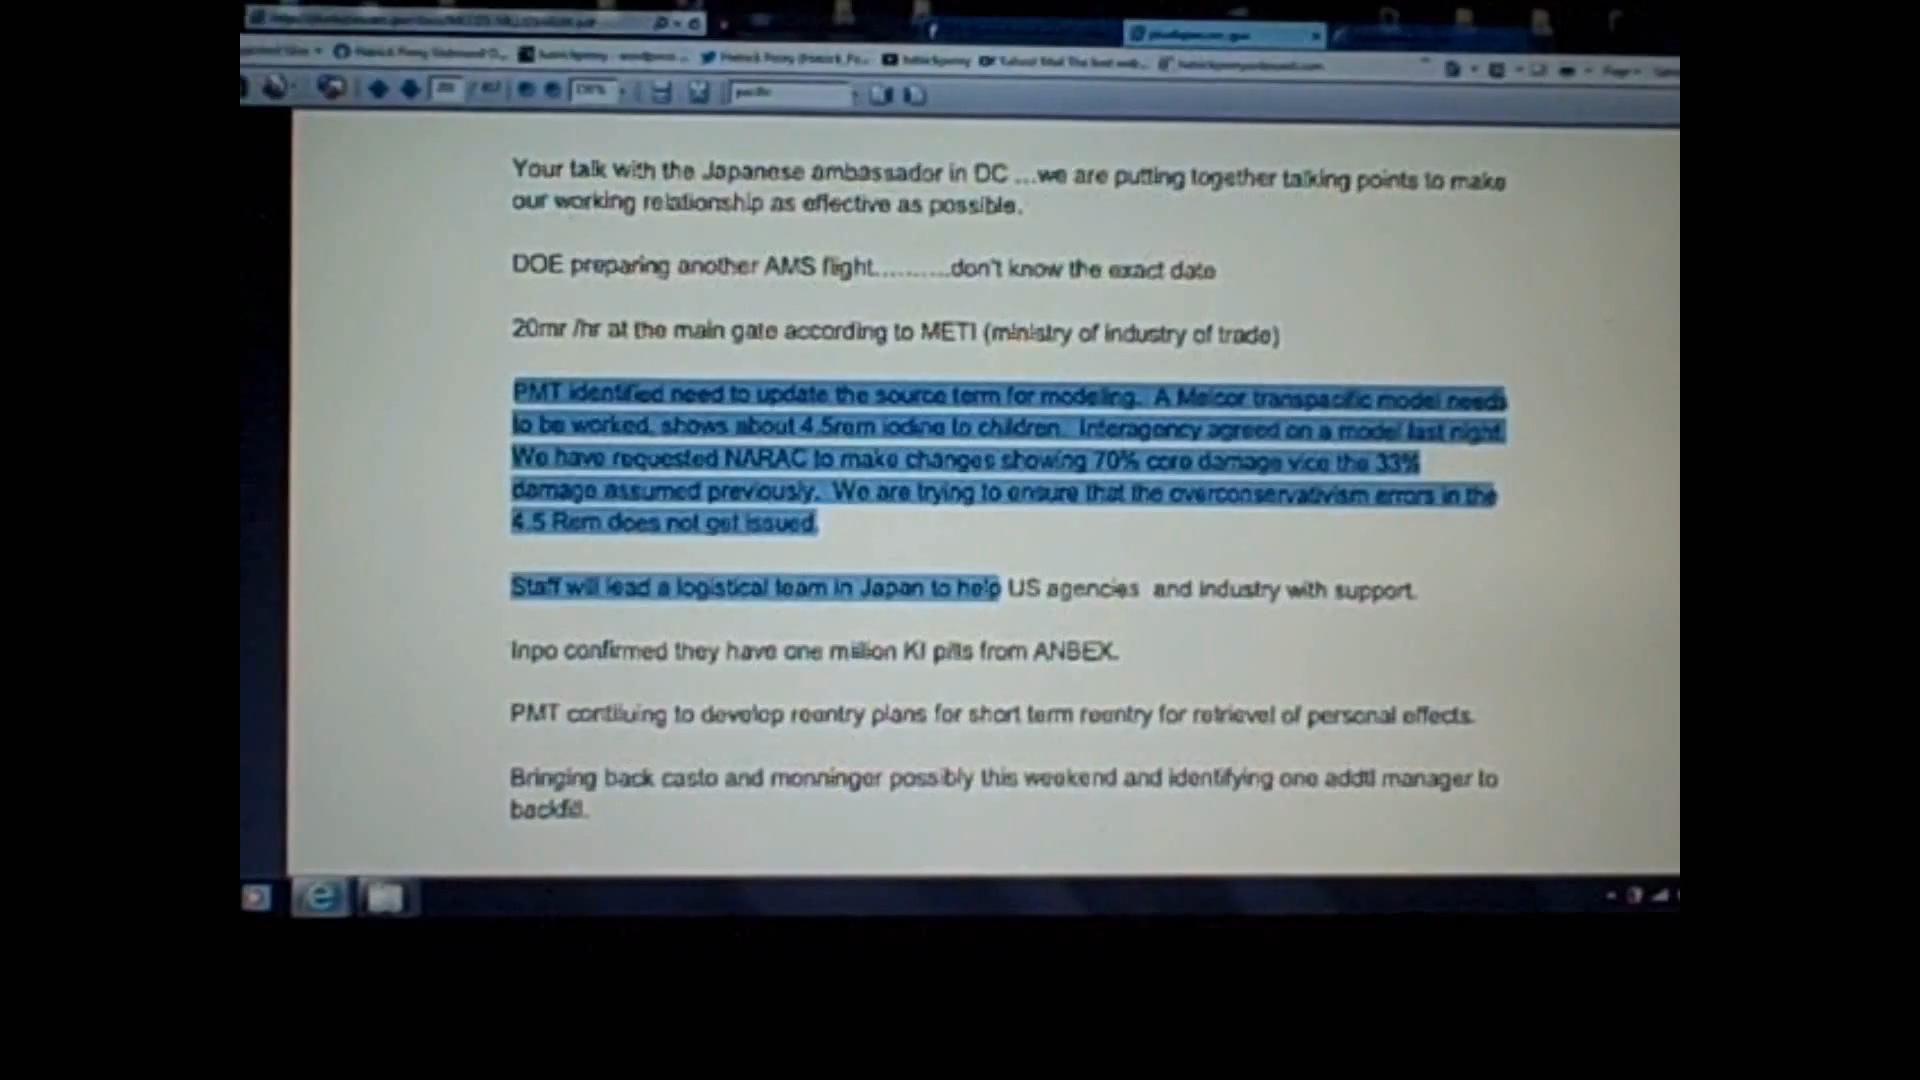 pacific
Your talk with the Japanese ambassador in DC ...we are putting together talking points to make
our working relationship as effective as possible.
DOE preparing another AMS flight..........don't know the exact date
20mr /hr at the main gate according to METI (ministry of industry of trade)
PMT identified need to update the source term for modeling. A Melcor transpacific model needs
to be worked, shows about 4.5rem iodine to children. Interagency agreed on a model last night.
We have requested NARAC to make changes showing 70% core damage vice the 33%
damage assumed previously. We are trying to ensure that the overconservativism errors in the
4.5 Rem does not get issued.
Staff will lead a logistical team in Japan to help US agencies and industry with support.
Inpo confirmed they have one million KI pills from ANBEX.
PMT contiiuing to develop reentry plans for short term reentry for retrievel of personal effects.
Bringing back casto and monninger possibly this weekend and identifying one addtl manager to
backfill.